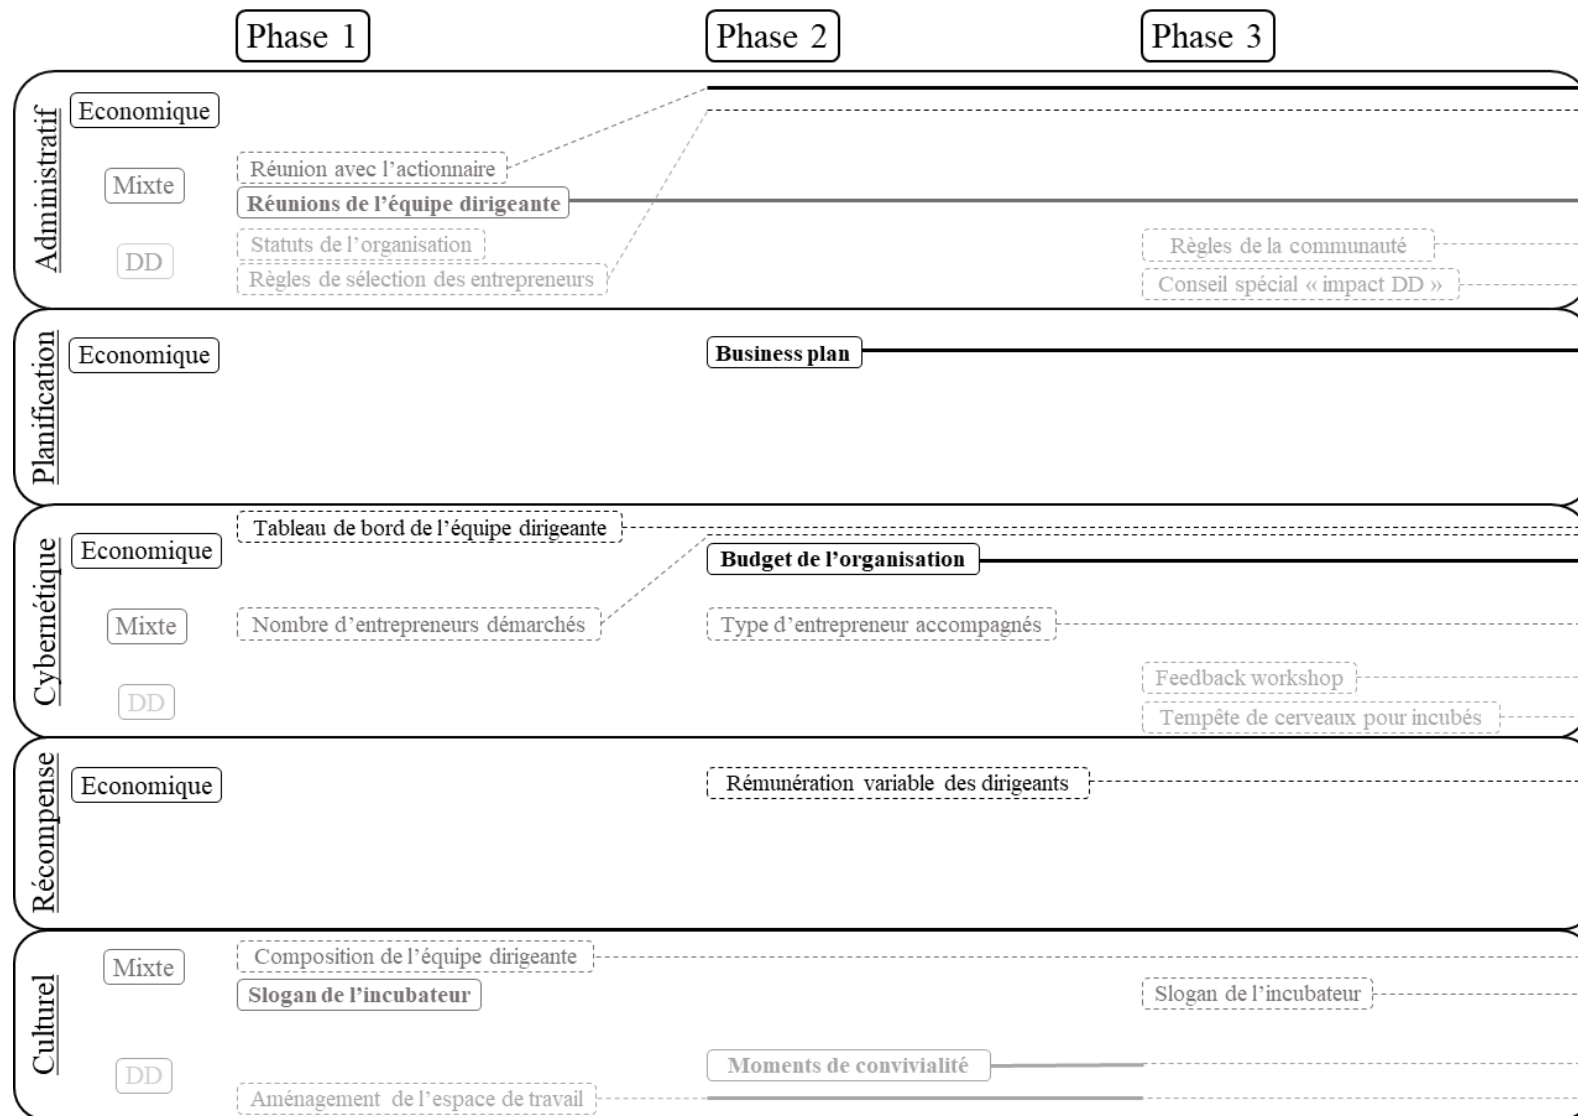 Phase 1
Phase 2
Phase 3
Administratif
Economique
Mixte
Réunion avec l’actionnaire
Réunions de l’équipe dirigeante
DD
Statuts de l’organisation
Règles de sélection des entrepreneurs
Règles de la communauté
Conseil spécial « impact DD »
Planification
Economique
Business plan
Cybernétique
Economique
Tableau de bord de l’équipe dirigeante
Budget de l’organisation
Mixte
Nombre d’entrepreneurs démarchés
Type d’entrepreneur accompagnés
DD
Feedback workshop
Tempête de cerveaux pour incubés
Récompense
Economique
Rémunération variable des dirigeants
Culturel
Mixte
Composition de l’équipe dirigeante
Slogan de l’incubateur
Slogan de l’incubateur
DD
Moments de convivialité
Aménagement de l’espace de travail